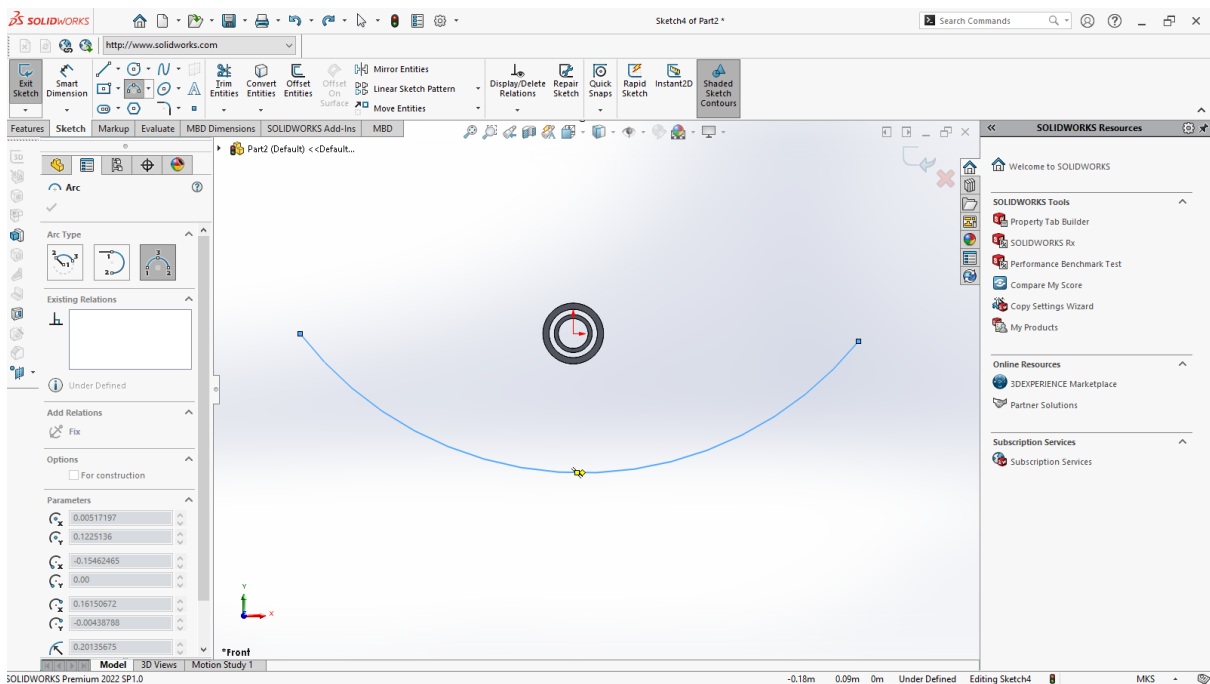 SOLIDWORKS
Sketch4 of Part2 *
Search Commands
http://www.solidworks.com
Exit Sketch
Smart Dimension
Trim Entities
Convert Entities
Offset Entities
Offset On Surface
Mirror Entities
Linear Sketch Pattern
Move Entities
Display/Delete Relations
Repair Sketch
Quick Snaps
Rapid Sketch
Instant2D
Shaded Sketch Contours
Features
Sketch
Markup
Evaluate
MBD Dimensions
SOLIDWORKS Add-Ins
MBD
SOLIDWORKS Resources
Part2 (Default) <<Default...
Arc
Arc Type
Existing Relations
Under Defined
Add Relations
Fix
Options
For construction
Parameters
0.00517197
0.1225136
-0.15462465
0.00
0.16150672
-0.00438788
0.20135675
Y
X
*Front
Welcome to SOLIDWORKS
SOLIDWORKS Tools
Property Tab Builder
SOLIDWORKS Rx
Performance Benchmark Test
Compare My Score
Copy Settings Wizard
My Products
Online Resources
3DEXPERIENCE Marketplace
Partner Solutions
Subscription Services
Subscription Services
Model
3D Views
Motion Study 1
SOLIDWORKS Premium 2022 SP1.0
-0.18m
0.09m
0m
Under Defined
Editing Sketch4
MKS